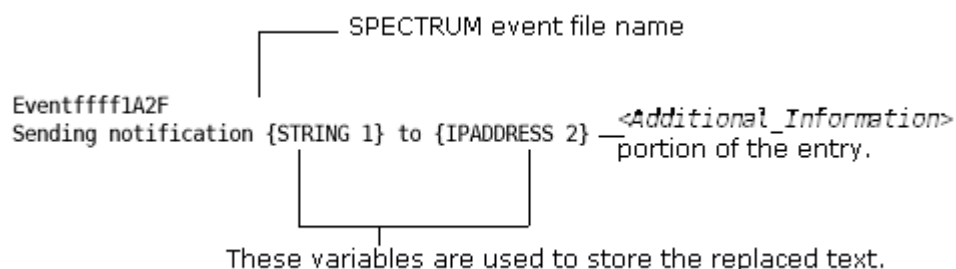 SPECTRUM event file name
Eventffff1A2F
Sending notification {STRING 1} to {IPADDRESS 2}
<Additional_Information>
portion of the entry.
These variables are used to store the replaced text.